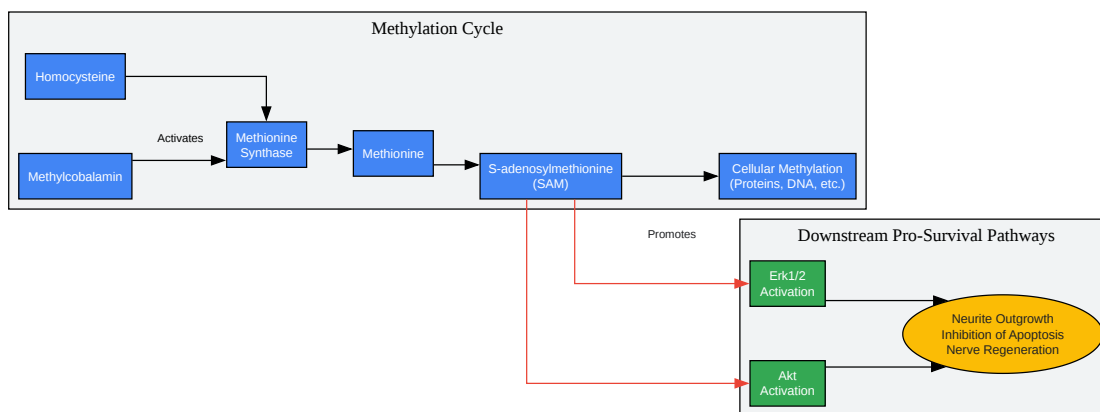 Methylation Cycle
Homocysteine
Activates
Methionine
Synthase
Methionine
Methylcobalamin
S-adenosylmethionine
(SAM)
Cellular Methylation
(Proteins, DNA, etc.)
Promotes
Downstream Pro-Survival Pathways
Erk1/2
Activation
Neurite Outgrowth
Inhibition of Apoptosis
Nerve Regeneration
Akt
Activation